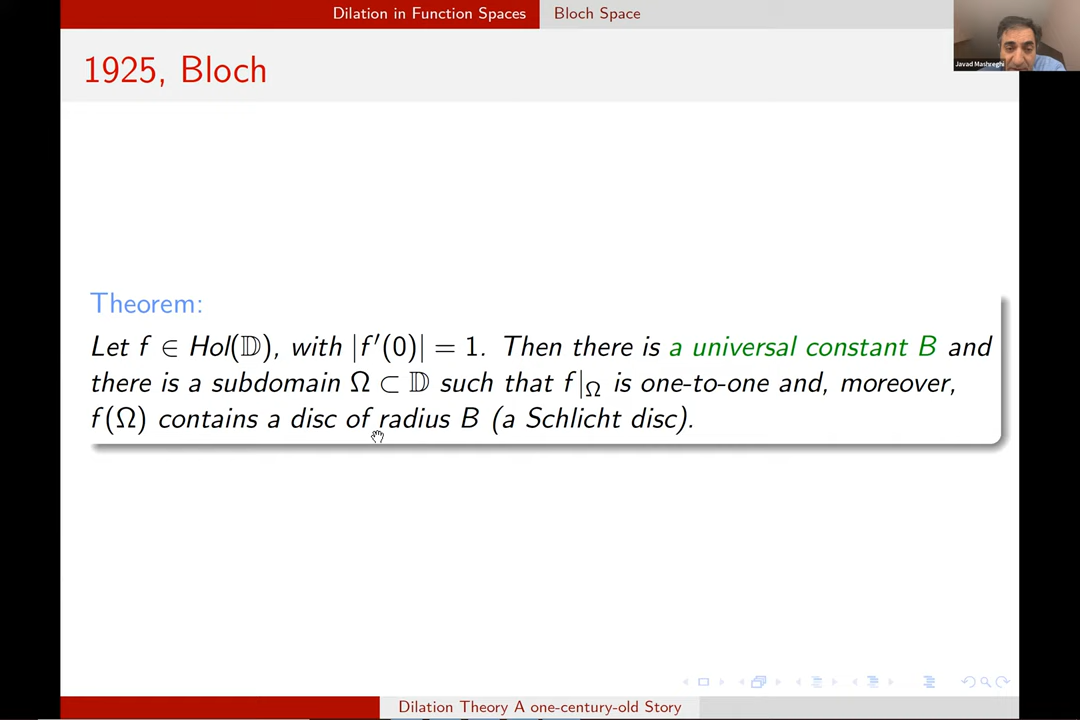 Dilation in Function Spaces Bloch Space
Javad Mashreghi
1925, Bloch
Theorem:
Let f ∈ Hol(𝔻), with |f′(0)| = 1. Then there is a universal constant B and
there is a subdomain Ω ⊂ 𝔻 such that f|Ω is one-to-one and, moreover,
f(Ω) contains a disc of radius B (a Schlicht disc).
Dilation Theory A one-century-old Story